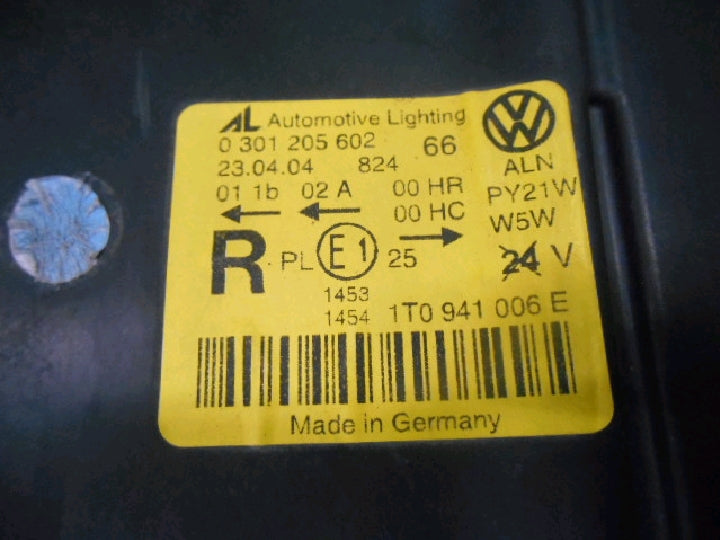 AL Automotive Lighting
0 301 205 602 66
23.04.04 824 ALN
01 1b 02 A 00 HR PY21W
00 HC W5W
R PL E1 25 24 V
1453
1454 1T0 941 006 E
Made in Germany